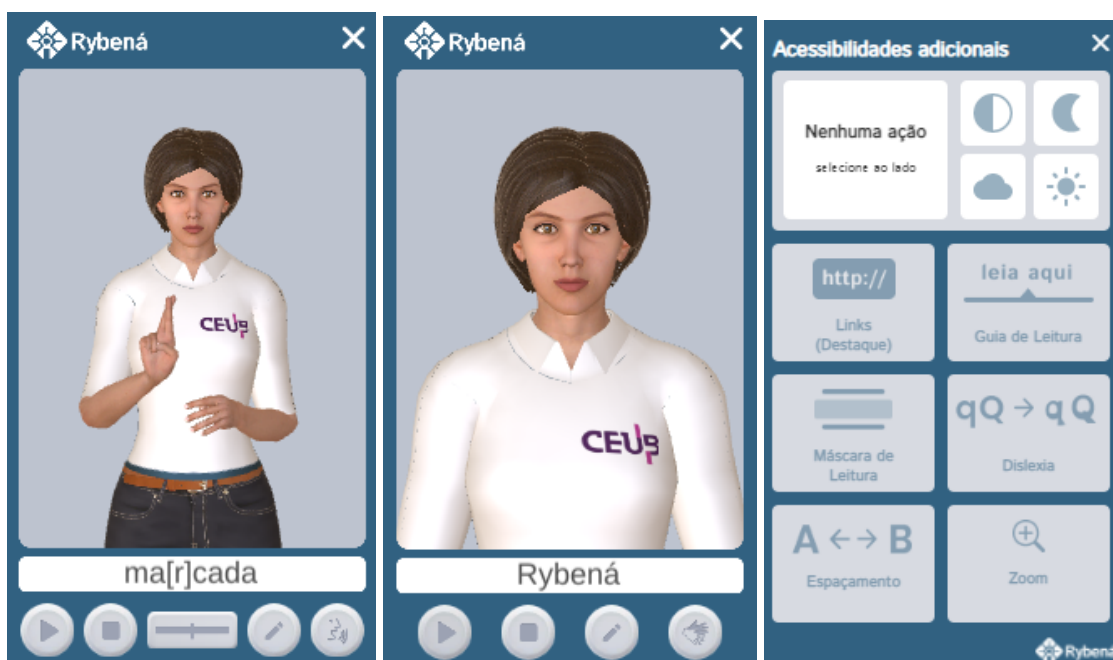 Rybená
CEUB
ma[r]cada
Rybená
CEUB
Rybená
Acessibilidades adicionais
Nenhuma ação
selecione ao lado
http://
Links
(Destaque)
leia aqui
Guia de Leitura
Máscara de
Leitura
qQ → q Q
Dislexia
A ←→ B
Espaçamento
Zoom
Rybená